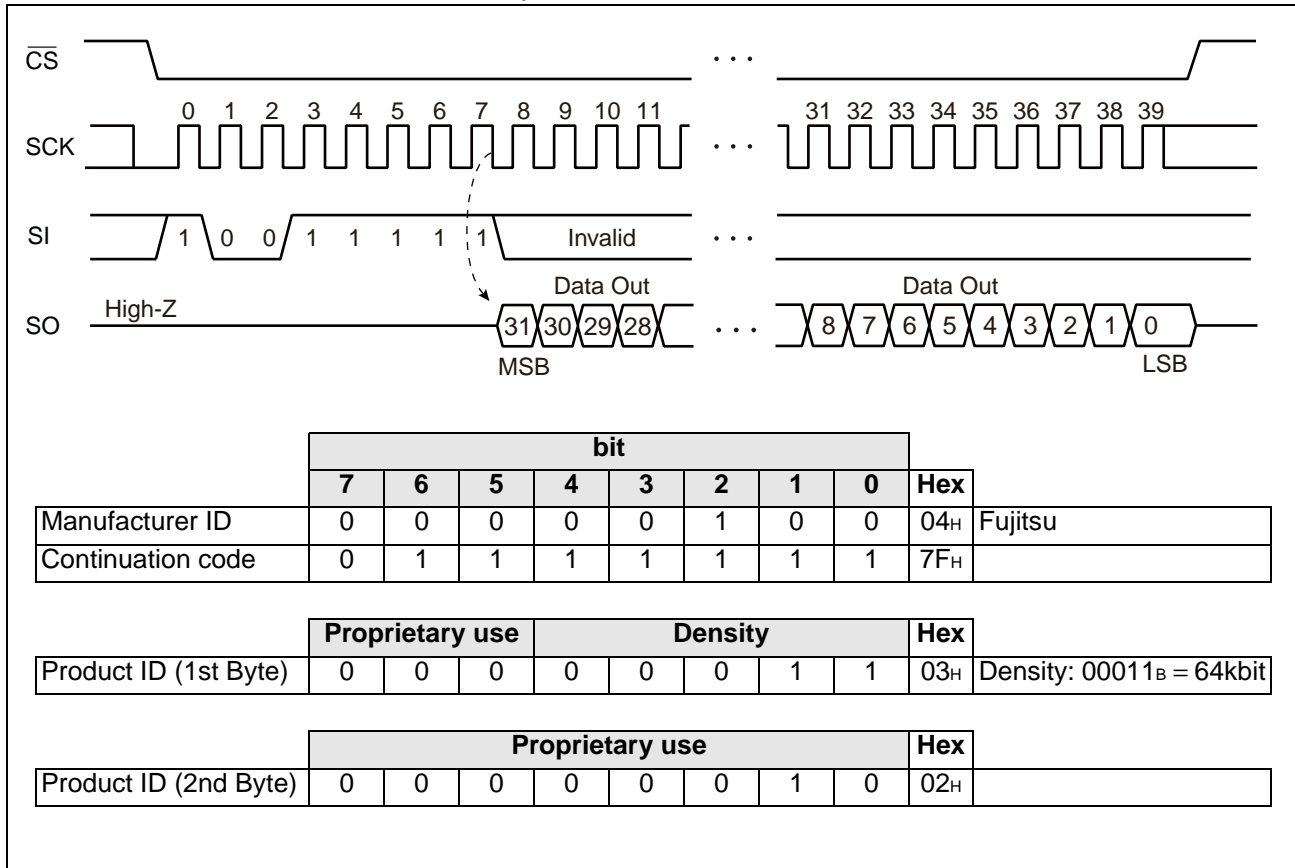 CS
0 1 2 3 4 5 6 7 8 9 10 11 ··· 31 32 33 34 35 36 37 38 39
SCK
SI 1 0 0 1 1 1 1 1 Invalid ···
Data Out Data Out
High-Z
SO 31 30 29 28 ··· 8 7 6 5 4 3 2 1 0
MSB LSB
bit
7 6 5 4 3 2 1 0 Hex
Manufacturer ID 0 0 0 0 0 1 0 0 04H Fujitsu
Continuation code 0 1 1 1 1 1 1 1 7FH
Proprietary use Density Hex
Product ID (1st Byte) 0 0 0 0 0 0 1 1 03H Density: 00011B = 64kbit
Proprietary use Hex
Product ID (2nd Byte) 0 0 0 0 0 0 1 0 02H